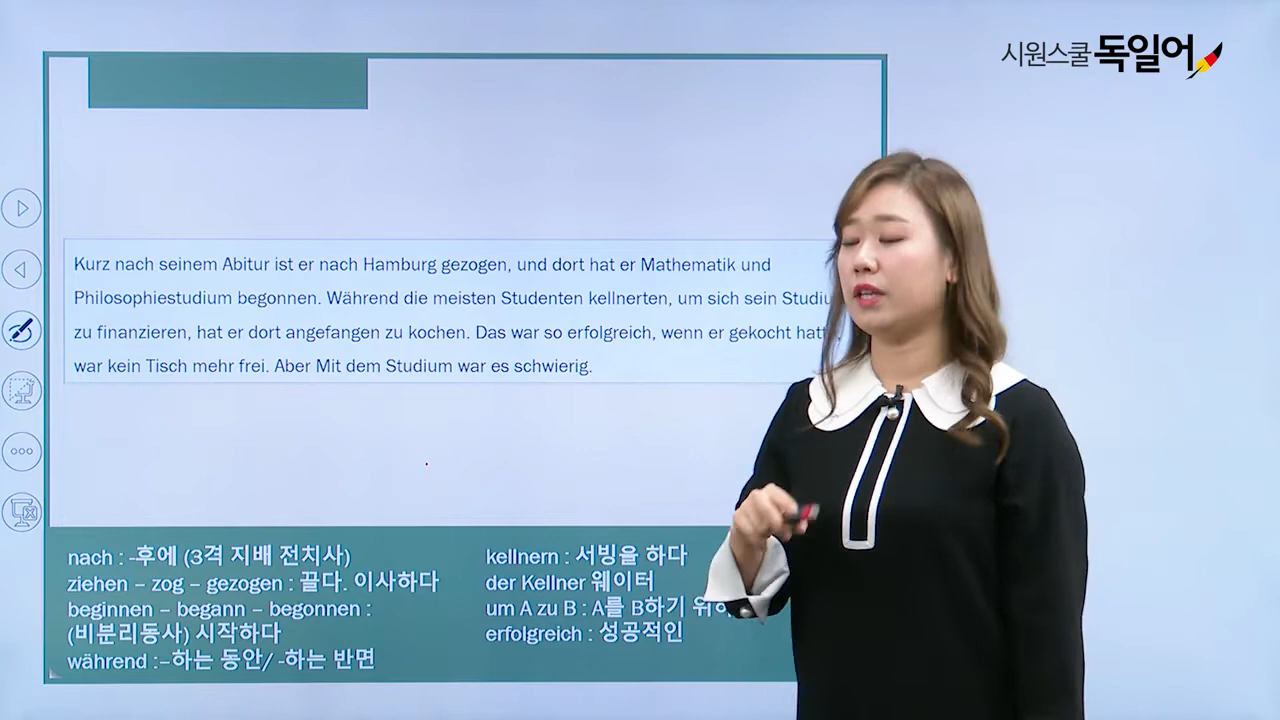 시원스쿨 독일어
Kurz nach seinem Abitur ist er nach Hamburg gezogen, und dort hat er Mathematik und
Philosophiestudium begonnen. Während die meisten Studenten kellnerten, um sich sein
zu finanzieren, hat er dort angefangen zu kochen. Das war so erfolgreich, wenn er gekocht
war kein Tisch mehr frei. Aber Mit dem Studium war es schwierig.
nach : -후에 (3격 지배 전치사)
ziehen – zog – gezogen : 끌다. 이사하다
beginnen – begann – begonnen :
(비분리동사) 시작하다
während :–하는 동안/ -하는 반면
kellnern : 서빙을 하다
der Kellner 웨이터
um A zu B : A를 B하기
erfolgreich : 성공적인